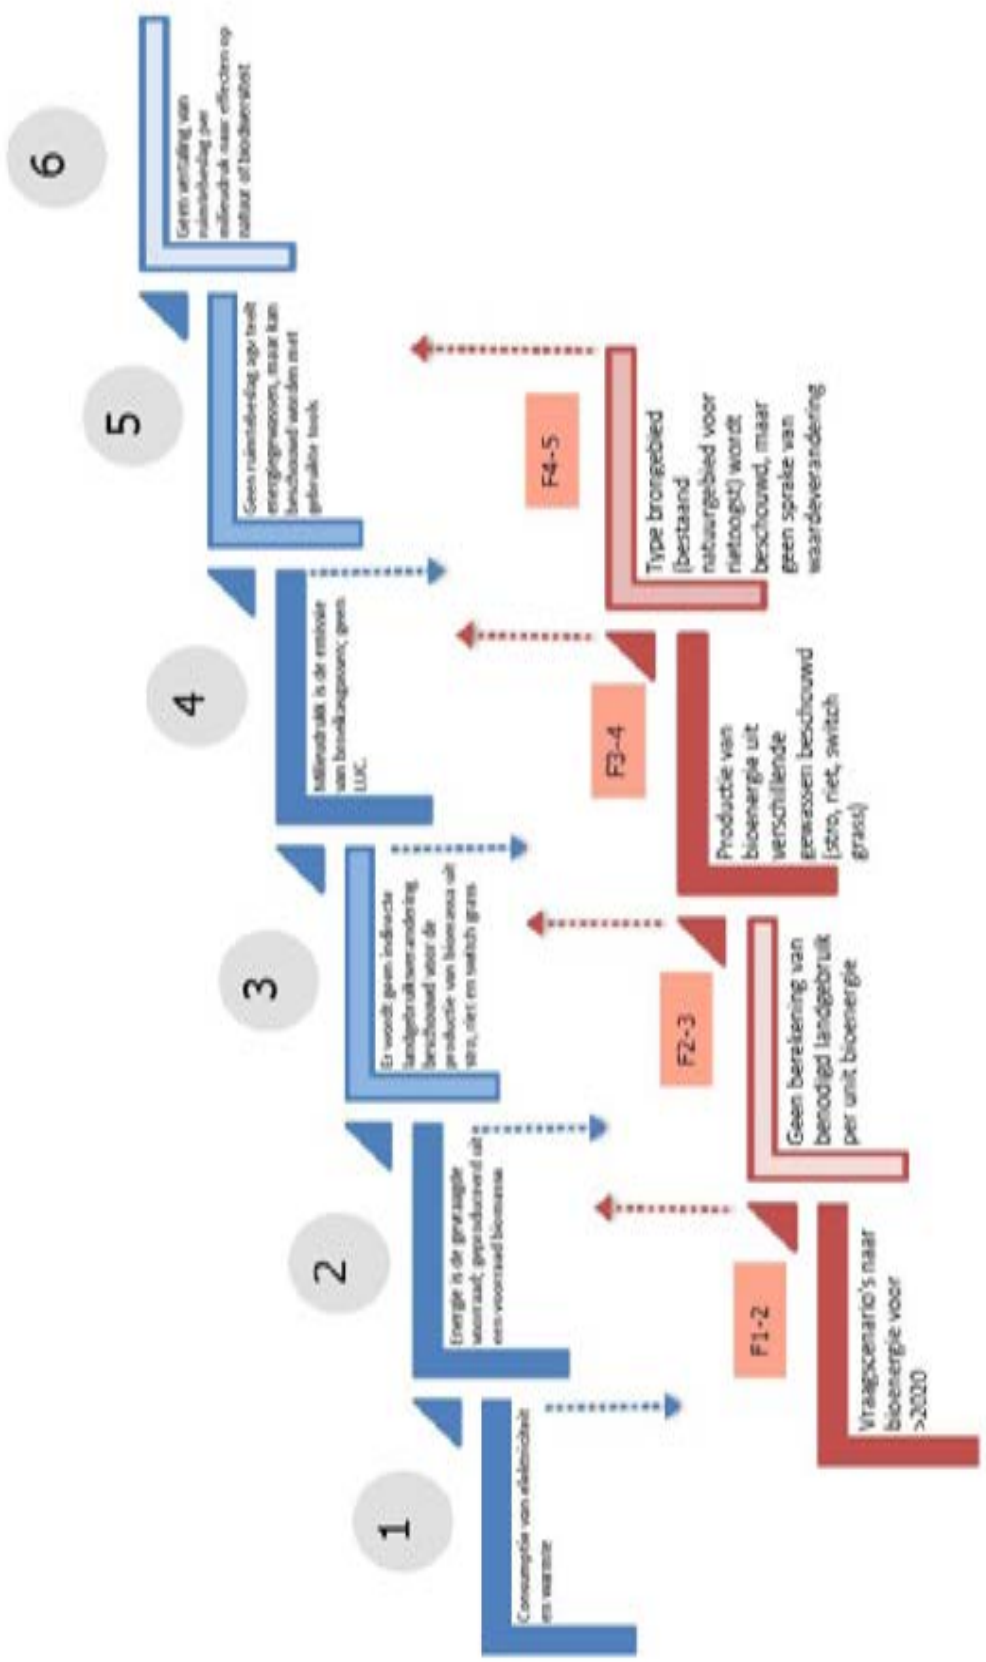 1
Consumptie van elektriciteit
en warmte
2
Energie is de gevraagde
voorraad; geproduceerd uit
een voorraad biomassa
3
Er wordt geen indirecte
landgebruiksverandering
beschouwd voor de
productie van biomassa uit
stro, riet en switch grass
4
Milieudruk is de emissie
van broeikasgassen; geen
LUC
5
Geen ruimtebeslag agv teelt
energiegewassen, maar kan
beschouwd worden met
gebruikte tools
6
Geen vertaling van
ruimtebeslag per
milieudruk naar effecten op
natuur of biodiversiteit
F1-2
Vraagscenario's naar
bioenergie voor
>2020
F2-3
Geen berekening van
benodigd landgebruik
per unit bioenergie
F3-4
Productie van
bioenergie uit
verschillende
gewassen beschouwd
(stro, riet, switch
grass)
F4-5
Type brongebied
(bestaand
natuurgebied voor
rietoogst) wordt
beschouwd, maar
geen sprake van
waardeverandering